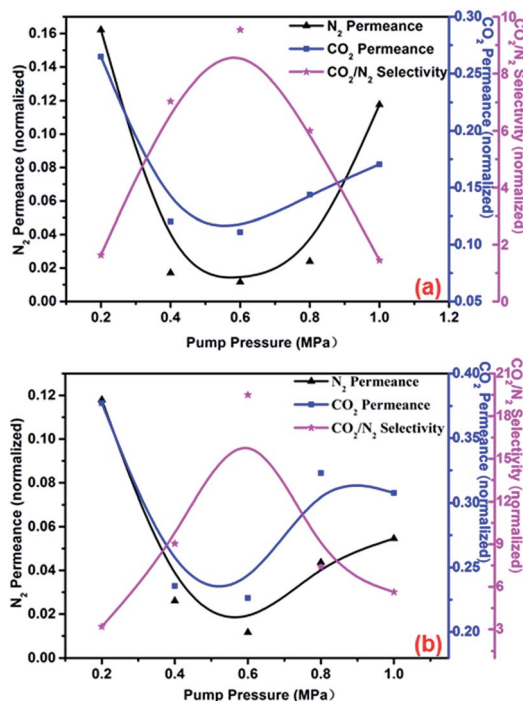 N2 Permeance (normalized)
0.16
0.14
0.12
0.10
0.08
0.06
0.04
0.02
0.00
N2 Permeance
CO2 Permeance
CO2/N2 Selectivity
(a)
0.2 0.4 0.6 0.8 1.0 1.2
Pump Pressure (MPa)
0.30
0.25
0.20
0.15
0.10
0.05
CO2 Permeance (normalized)
10
8
6
4
2
0
CO2/N2 Selectivity (normalized)
N2 Permeance (normalized)
0.12
0.10
0.08
0.06
0.04
0.02
0.00
N2 Permeance
CO2 Permeance
CO2/N2 Selectivity
(b)
0.2 0.4 0.6 0.8 1.0
Pump Pressure (MPa)
0.40
0.35
0.30
0.25
0.20
CO2 Permeance (normalized)
21
18
15
12
9
6
3
CO2/N2 Selectivity (normalized)